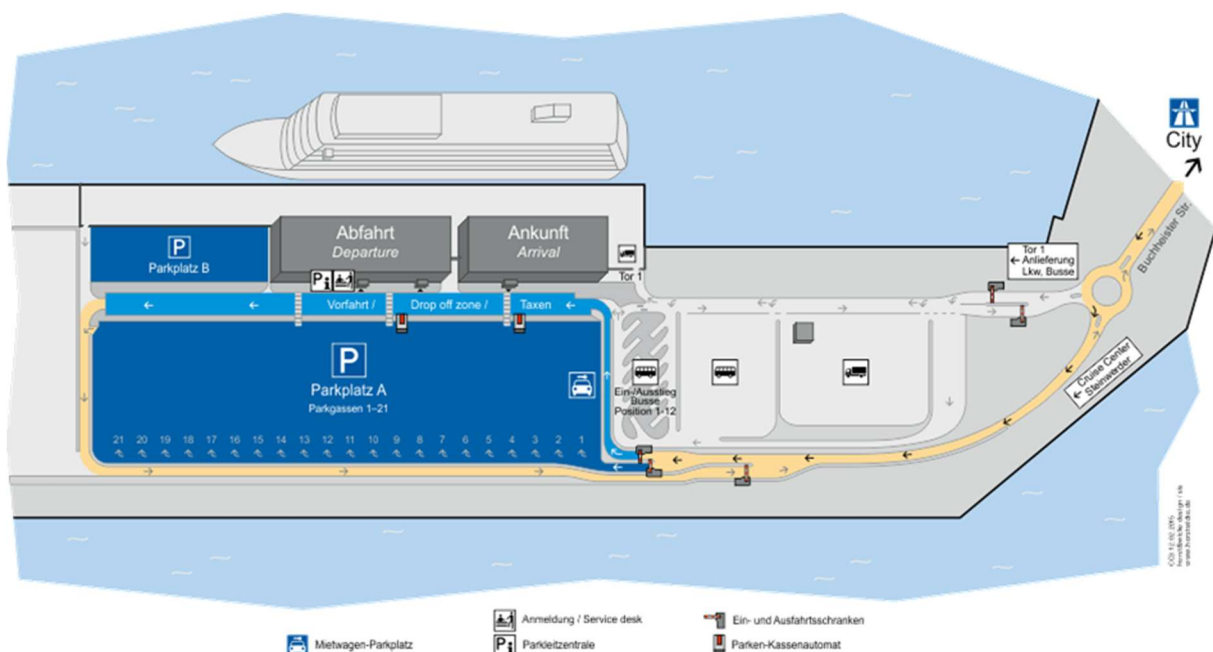 City
Buchheister Str.
Tor 1
Anlieferung
Lkw, Busse
Abfahrt
Departure
Ankunft
Arrival
P
Parkplatz B
P i
Tor 1
Vorfahrt / Drop off zone / Taxen
P
Parkplatz A
Parkgassen 1–21
Ein-/Ausstieg
Busse
Position 1-12
Cruise Center
Steinwerder
21 20 19 18 17 16 15 14 13 12 11 10 9 8 7 6 5 4 3 2 1
Anmeldung / Service desk
Ein- und Ausfahrtsschranken
Mietwagen-Parkplatz
P i
Parkleitzentrale
Parken-Kassenautomat